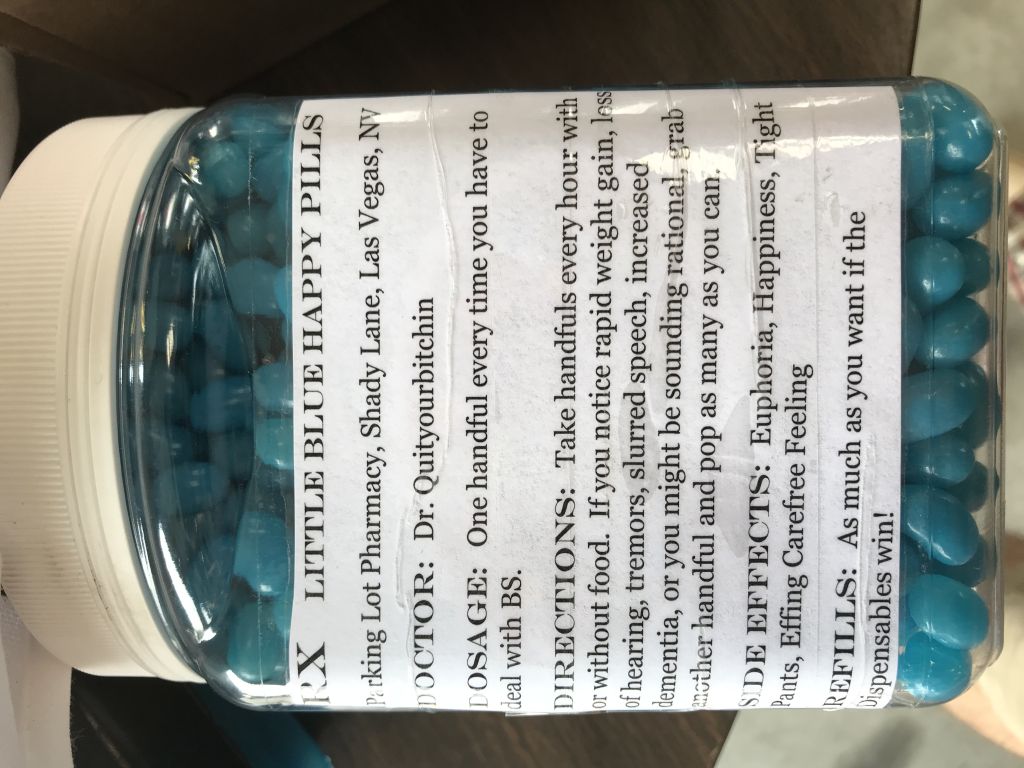 RX LITTLE BLUE HAPPY PILLS
Parking Lot Pharmacy, Shady Lane, Las Vegas, NV
DOCTOR: Dr. Quityourbitchin
DOSAGE: One handful every time you have to
deal with BS.
DIRECTIONS: Take handfuls every hour with
or without food. If you notice rapid weight gain, less
of hearing, tremors, slurred speech, increased
dementia, or you might be sounding rational, grab
another handful and pop as many as you can.
SIDE EFFECTS: Euphoria, Happiness, Tight
Pants, Effing Carefree Feeling
REFILLS: As much as you want if the
Dispensables win!